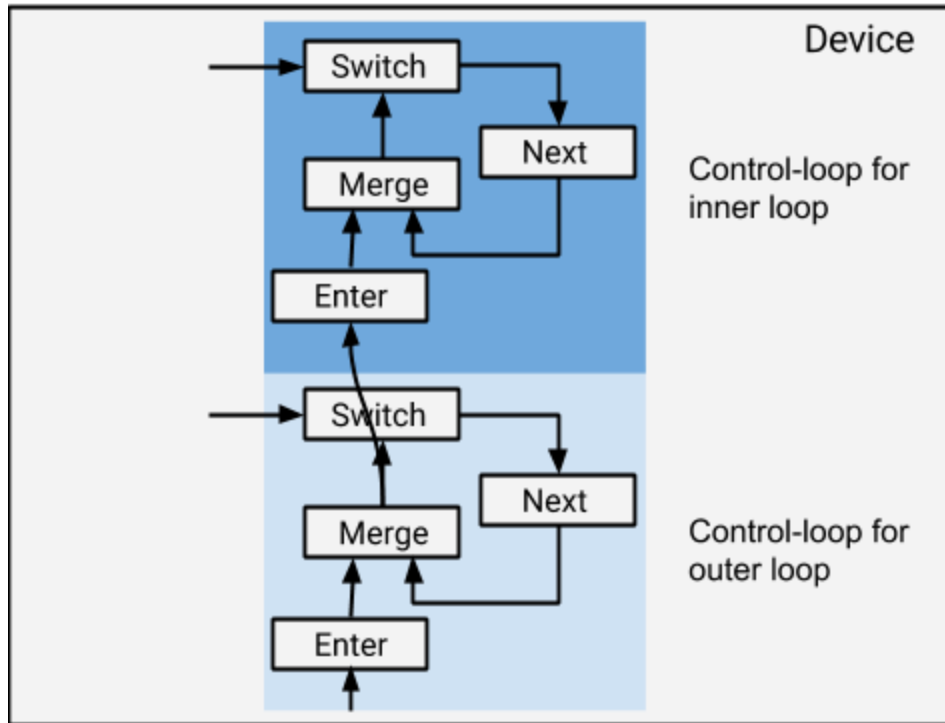 Device
Switch
Next
Merge
Enter
Control-loop for
inner loop
Switch
Next
Merge
Enter
Control-loop for
outer loop